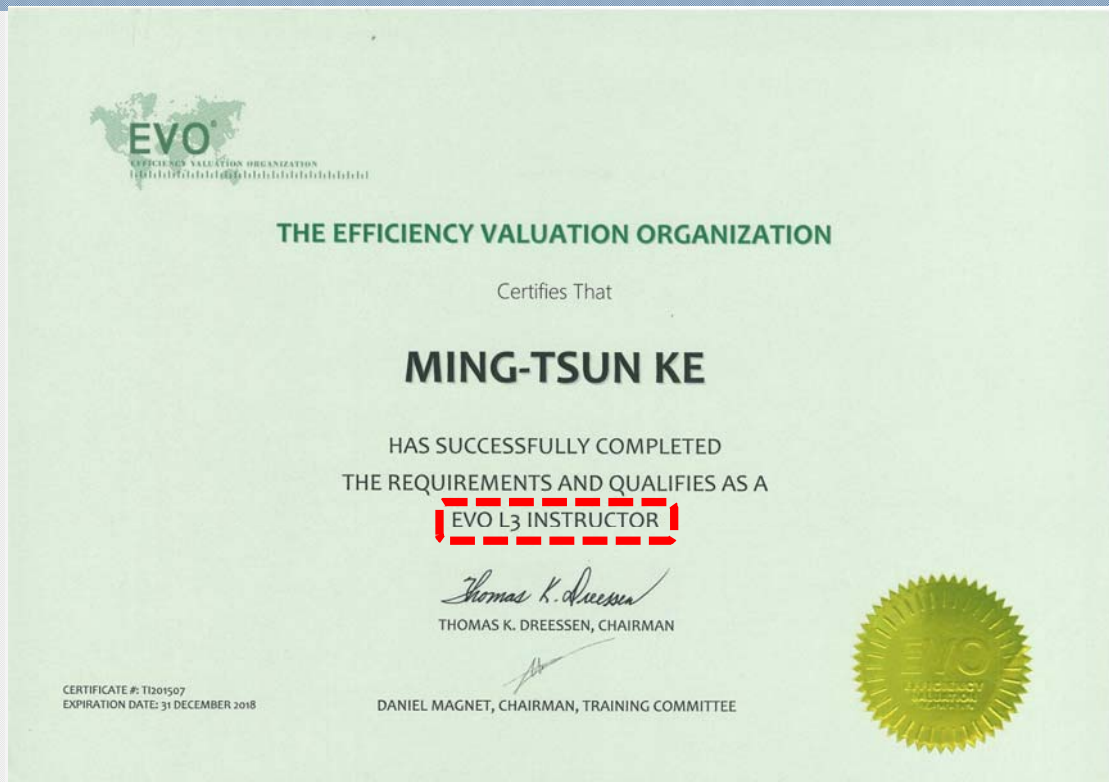 EVO®
EFFICIENCY VALUATION ORGANIZATION
THE EFFICIENCY VALUATION ORGANIZATION
Certifies That
MING-TSUN KE
HAS SUCCESSFULLY COMPLETED
THE REQUIREMENTS AND QUALIFIES AS A
EVO L3 INSTRUCTOR
Thomas K. Dreessen
THOMAS K. DREESSEN, CHAIRMAN
DANIEL MAGNET, CHAIRMAN, TRAINING COMMITTEE
CERTIFICATE #: TI201507
EXPIRATION DATE: 31 DECEMBER 2018
EVO
EFFICIENCY
VALUATION